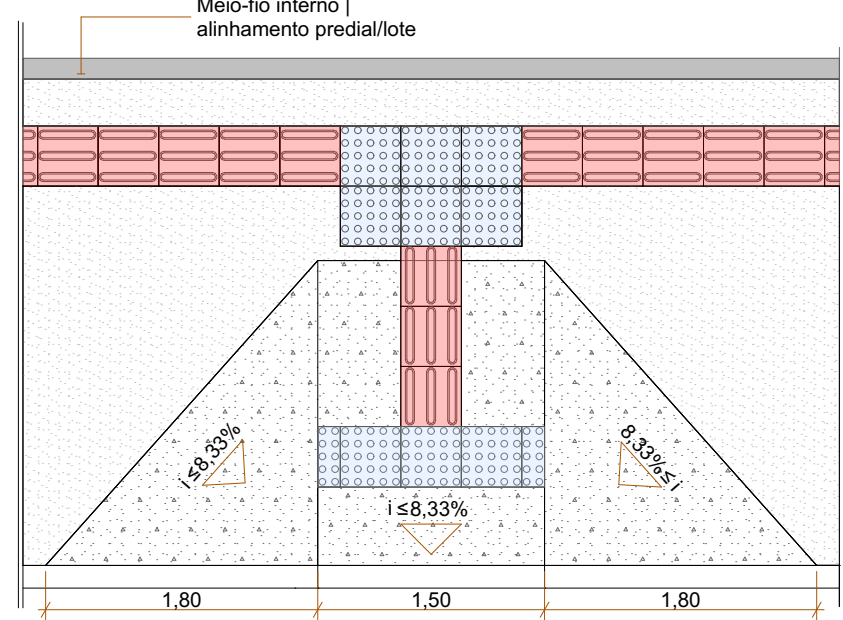 Meio-fio interno |
alinhamento predial/lote
i ≤8,33%
8,33%≤ i
i ≤8,33%
1,80
1,50
1,80